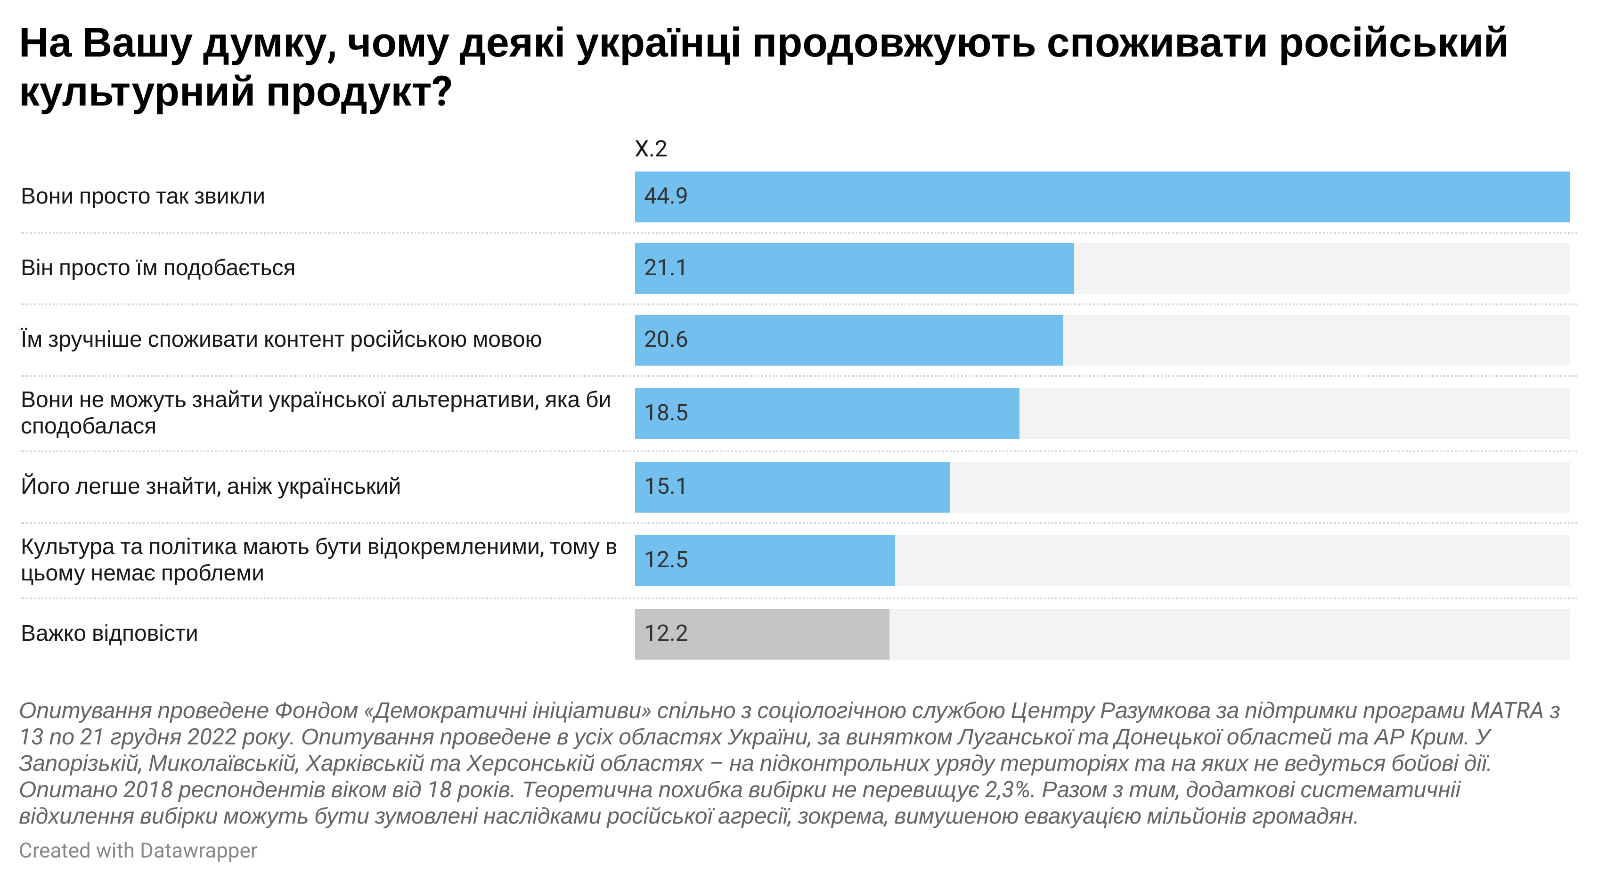 На Вашу думку, чому деякі українці продовжують споживати російський
культурний продукт?
X.2
Вони просто так звикли
44.9
Він просто їм подобається
21.1
Їм зручніше споживати контент російською мовою
20.6
Вони не можуть знайти української альтернативи, яка би
сподобалася
18.5
Його легше знайти, аніж український
15.1
Культура та політика мають бути відокремленими, тому в
цьому немає проблеми
12.5
Важко відповісти
12.2
Опитування проведене Фондом «Демократичні ініціативи» спільно з соціологічною службою Центру Разумкова за підтримки програми MATRA з
13 по 21 грудня 2022 року. Опитування проведене в усіх областях України, за винятком Луганської та Донецької областей та АР Крим. У
Запорізькій, Миколаївській, Харківській та Херсонській областях – на підконтрольних уряду територіях та на яких не ведуться бойові дії.
Опитано 2018 респондентів віком від 18 років. Теоретична похибка вибірки не перевищує 2,3%. Разом з тим, додаткові систематичніі
відхилення вибірки можуть бути зумовлені наслідками російської агресії, зокрема, вимушеною евакуацією мільйонів громадян.
Created with Datawrapper